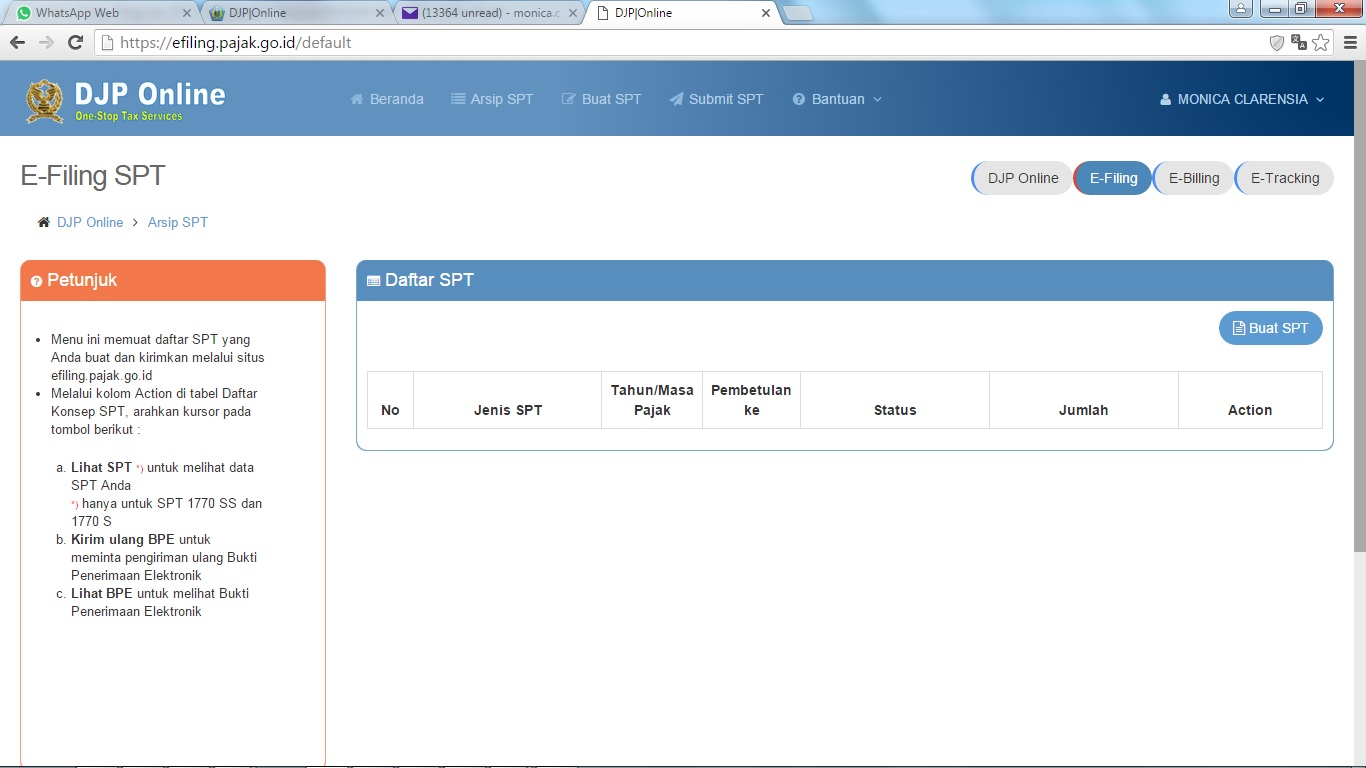 WhatsApp Web
DJP|Online
(13364 unread) - monica.c
DJP|Online
https://efiling.pajak.go.id/default
DJP Online
One-Stop Tax Services
Beranda
Arsip SPT
Buat SPT
Submit SPT
Bantuan
MONICA CLARENSIA
E-Filing SPT
DJP Online
E-Filing
E-Billing
E-Tracking
DJP Online > Arsip SPT
Petunjuk
• Menu ini memuat daftar SPT yang
Anda buat dan kirimkan melalui situs
efiling.pajak.go.id
• Melalui kolom Action di tabel Daftar
Konsep SPT, arahkan kursor pada
tombol berikut :
a. Lihat SPT *) untuk melihat data
SPT Anda
*) hanya untuk SPT 1770 SS dan
1770 S
b. Kirim ulang BPE untuk
meminta pengiriman ulang Bukti
Penerimaan Elektronik
c. Lihat BPE untuk melihat Bukti
Penerimaan Elektronik
Daftar SPT
Buat SPT
No
Jenis SPT
Tahun/Masa
Pajak
Pembetulan
ke
Status
Jumlah
Action